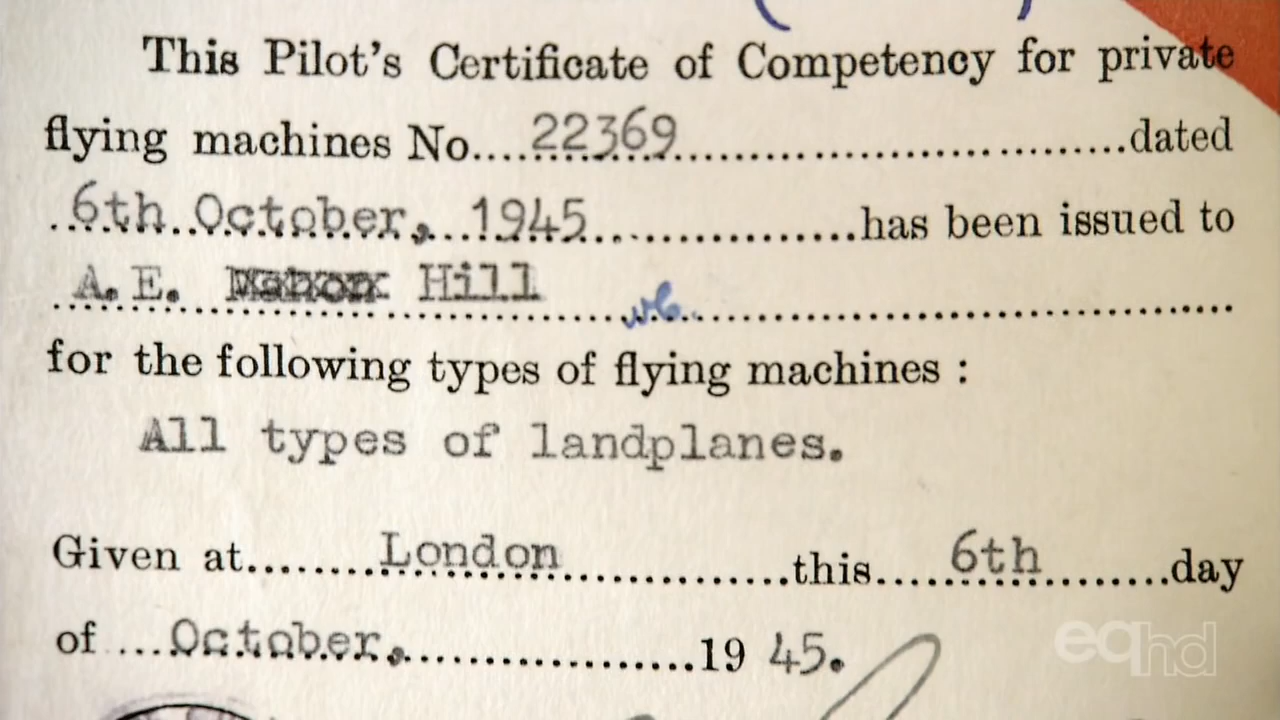 This Pilot's Certificate of Competency for private
flying machines No....22369..............................dated
.6th October, 1945.................has been issued to
A.E. Hill
for the following types of flying machines :
All types of landplanes.
Given at........London..............this.....6th........day
of ...October,...................19 45.
eqhd